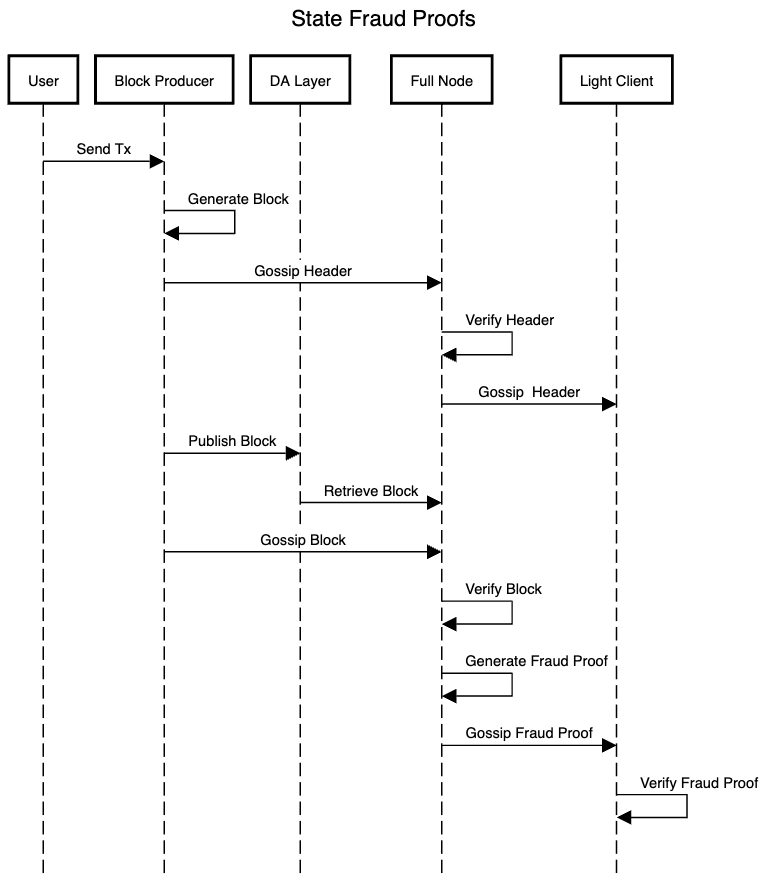 State Fraud Proofs
User
Block Producer
DA Layer
Full Node
Light Client
Send Tx
Generate Block
Gossip Header
Verify Header
Gossip  Header
Publish Block
Retrieve Block
Gossip Block
Verify Block
Generate Fraud Proof
Gossip Fraud Proof
Verify Fraud Proof